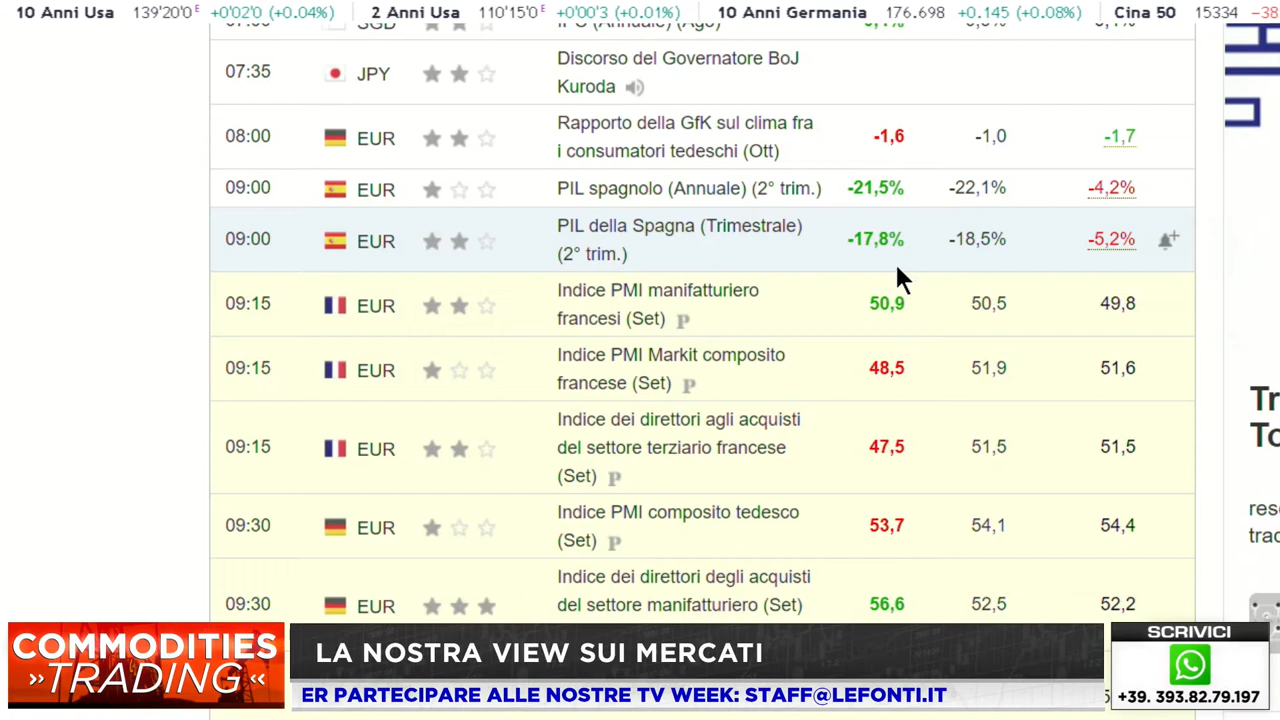 10 Anni Usa 139'20'0 E +0'02'0 (+0.04%) 2 Anni Usa 110'15'0 E +0'00'3 (+0.01%) 10 Anni Germania 176.698 +0.145 (+0.08%) Cina 50 15334 −38
07:35 JPY Discorso del Governatore BoJ
Kuroda
08:00 EUR Rapporto della GfK sul clima fra
i consumatori tedeschi (Ott) -1,6 -1,0 -1,7
09:00 EUR PIL spagnolo (Annuale) (2° trim.) -21,5% -22,1% -4,2%
09:00 EUR PIL della Spagna (Trimestrale)
(2° trim.) -17,8% -18,5% -5,2%
09:15 EUR Indice PMI manifatturiero
francesi (Set) P 50,9 50,5 49,8
09:15 EUR Indice PMI Markit composito
francese (Set) P 48,5 51,9 51,6
09:15 EUR Indice dei direttori agli acquisti
del settore terziario francese
(Set) P 47,5 51,5 51,5
09:30 EUR Indice PMI composito tedesco
(Set) P 53,7 54,1 54,4
09:30 EUR Indice dei direttori degli acquisti
del settore manifatturiero (Set) 56,6 52,5 52,2
Tr
To
rese
trac
COMMODITIES
»TRADING«
LA NOSTRA VIEW SUI MERCATI
ER PARTECIPARE ALLE NOSTRE TV WEEK: STAFF@LEFONTI.IT
SCRIVICI
+39. 393.82.79.197